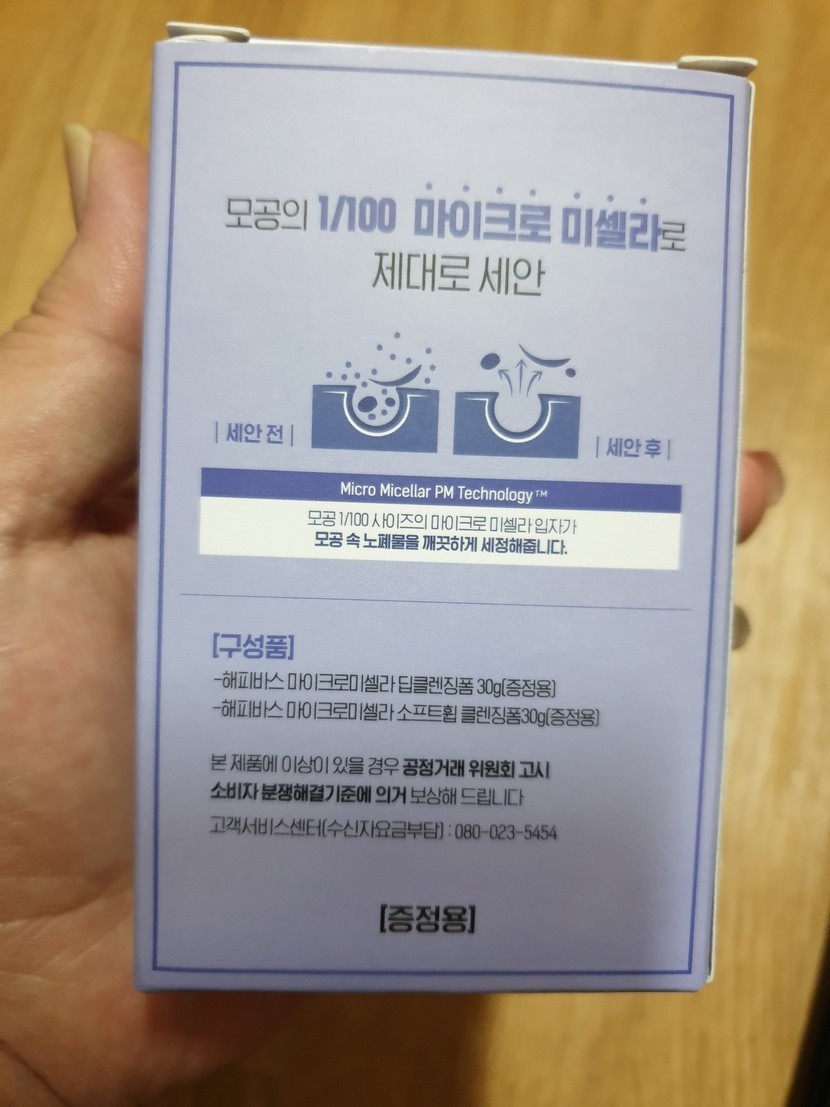 모공의 1/100 마이크로 미셀라로
제대로 세안
| 세안 전 |
| 세안 후 |
Micro Micellar PM Technology™
모공 1/100 사이즈의 마이크로 미셀라 입자가
모공 속 노폐물을 깨끗하게 세정해줍니다.
[구성품]
-해피바스 마이크로미셀라 딥클렌징폼 30g(증정용)
-해피바스 마이크로미셀라 소프트휩 클렌징폼30g(증정용)
본 제품에 이상이 있을 경우 공정거래 위원회 고시
소비자 분쟁해결기준에 의거 보상해 드립니다
고객서비스센터(수신자요금부담) : 080-023-5454
[증정용]